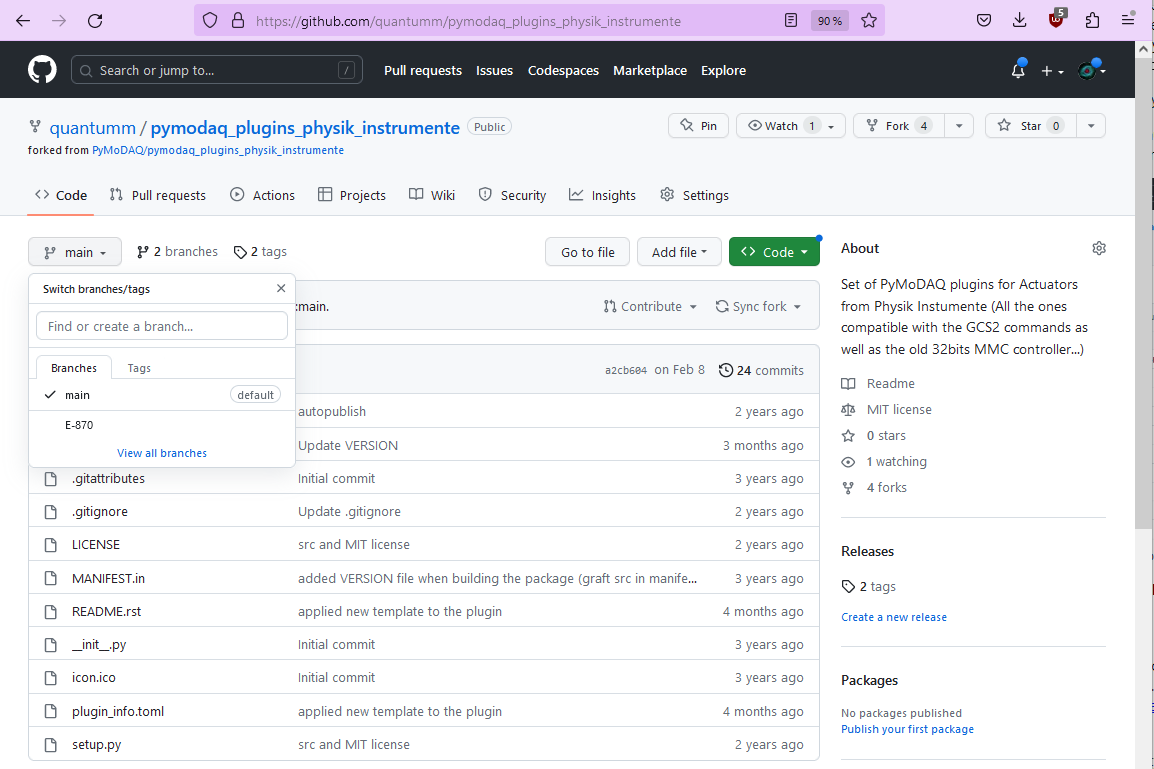 https://github.com/quantumm/pymodaq_plugins_physik_instrumente
90%
5
Search or jump to...
/
Pull requests Issues Codespaces Marketplace Explore
quantumm / pymodaq_plugins_physik_instrumente Public
Pin
Watch 1
Fork 4
Star 0
forked from PyMoDAQ/pymodaq_plugins_physik_instrumente
Code Pull requests Actions Projects Wiki Security Insights Settings
main
2 branches
2 tags
Go to file
Add file
Code
Switch branches/tags
Find or create a branch...
Branches
Tags
main default
E-870
View all branches
:main.
Contribute
Sync fork
a2cb604 on Feb 8 24 commits
autopublish 2 years ago
Update VERSION 3 months ago
.gitattributes Initial commit 3 years ago
.gitignore Update .gitignore 2 years ago
LICENSE src and MIT license 2 years ago
MANIFEST.in added VERSION file when building the package (graft src in manife... 3 years ago
README.rst applied new template to the plugin 4 months ago
__init__.py Initial commit 3 years ago
icon.ico Initial commit 3 years ago
plugin_info.toml applied new template to the plugin 4 months ago
setup.py src and MIT license 2 years ago
About
Set of PyMoDAQ plugins for Actuators
from Physik Instumente (All the ones
compatible with the GCS2 commands as
well as the old 32bits MMC controller...)
Readme
MIT license
0 stars
1 watching
4 forks
Releases
2 tags
Create a new release
Packages
No packages published
Publish your first package